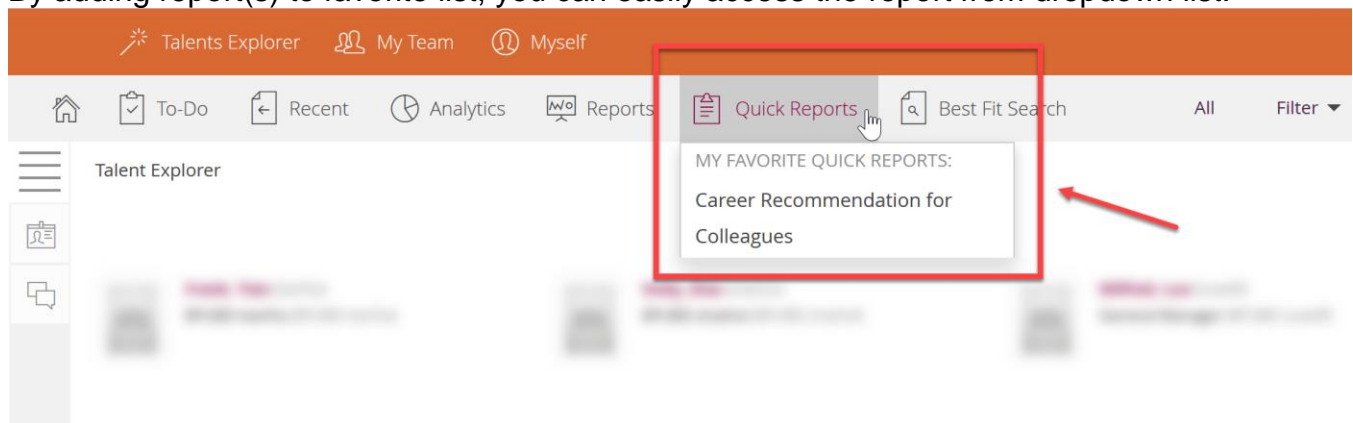 By adding report(s) to favorite list, you can easily access the report from dropdown list.
Talents Explorer My Team Myself
To-Do Recent Analytics Reports Quick Reports Best Fit Search All Filter
Talent Explorer
MY FAVORITE QUICK REPORTS:
Career Recommendation for
Colleagues